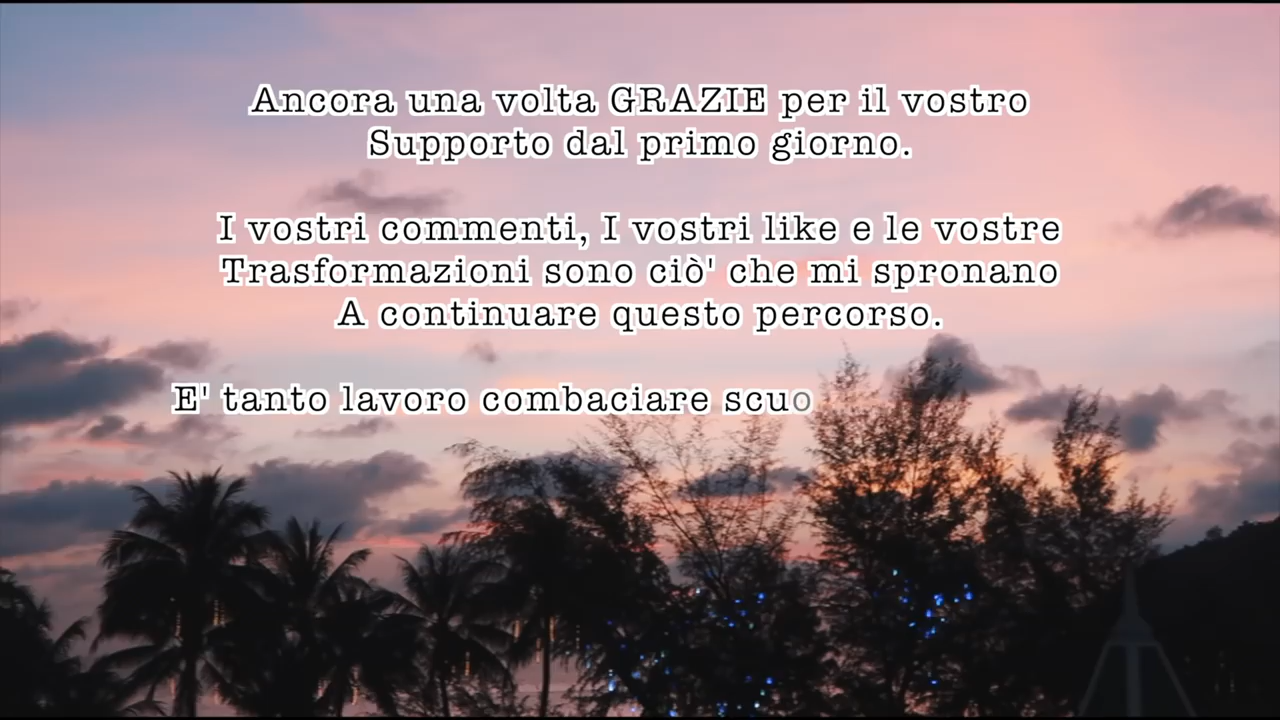 Ancora una volta GRAZIE per il vostro
Supporto dal primo giorno.
I vostri commenti, I vostri like e le vostre
Trasformazioni sono ciò' che mi spronano
A continuare questo percorso.
E' tanto lavoro combaciare scuo